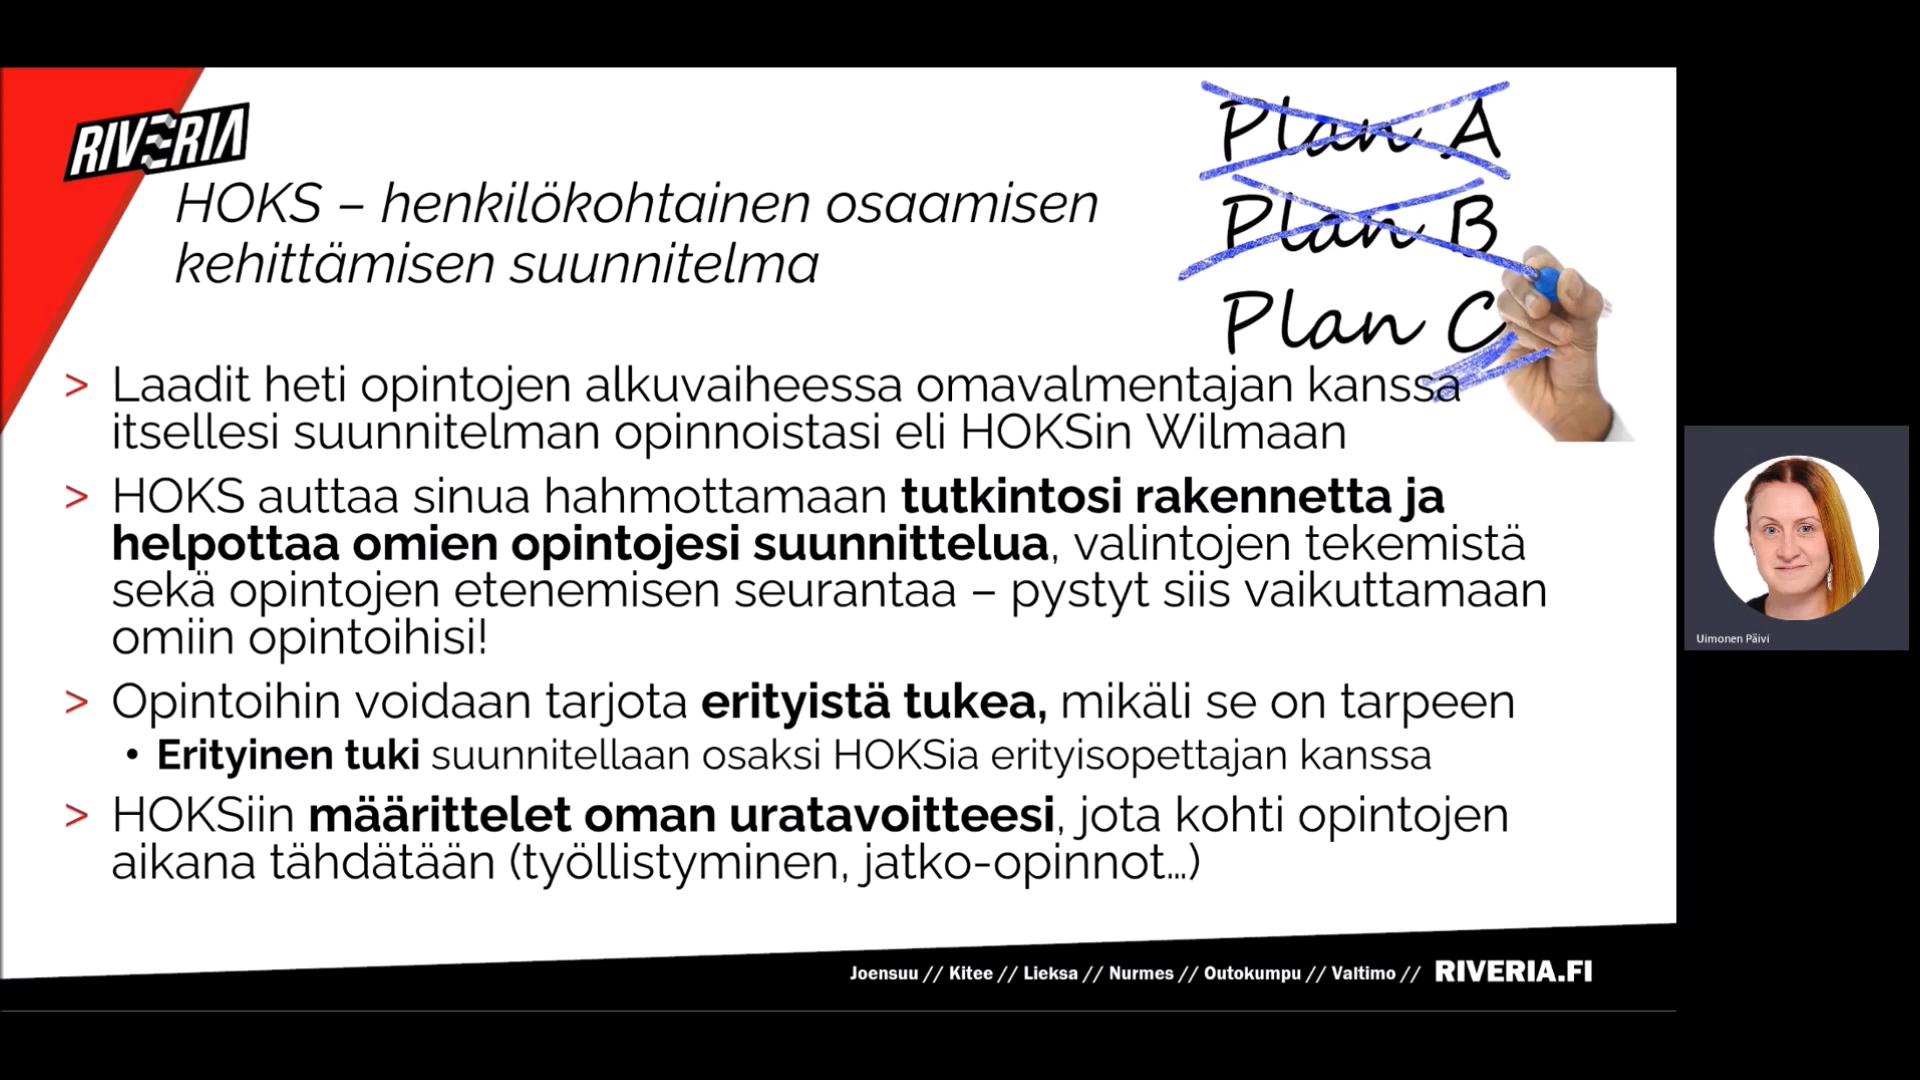 RIVERIA
HOKS – henkilökohtainen osaamisen
kehittämisen suunnitelma
Plan A
Plan B
Plan C
> Laadit heti opintojen alkuvaiheessa omavalmentajan kanssa
itsellesi suunnitelman opinnoistasi eli HOKSin Wilmaan
> HOKS auttaa sinua hahmottamaan tutkintosi rakennetta ja
helpottaa omien opintojesi suunnittelua, valintojen tekemistä
sekä opintojen etenemisen seurantaa – pystyt siis vaikuttamaan
omiin opintoihisi!
> Opintoihin voidaan tarjota erityistä tukea, mikäli se on tarpeen
• Erityinen tuki suunnitellaan osaksi HOKSia erityisopettajan kanssa
> HOKSiin määrittelet oman uratavoitteesi, jota kohti opintojen
aikana tähdätään (työllistyminen, jatko-opinnot...)
Joensuu // Kitee // Lieksa // Nurmes // Outokumpu // Valtimo // RIVERIA.FI
Uimonen Päivi